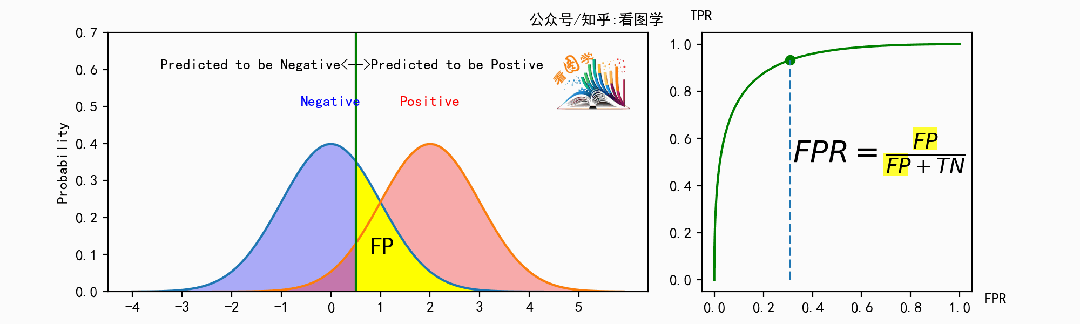 公众号/知乎:看图学
TPR
0.7
0.6
0.5
0.4
0.3
0.2
0.1
0.0
Probability
Predicted to be Negative<-->Predicted to be Postive
Negative
Positive
看图学
FP
-4 -3 -2 -1 0 1 2 3 4 5
1.0
0.8
0.6
0.4
0.2
0.0
FPR = FP / FP + TN
0.0 0.2 0.4 0.6 0.8 1.0
FPR